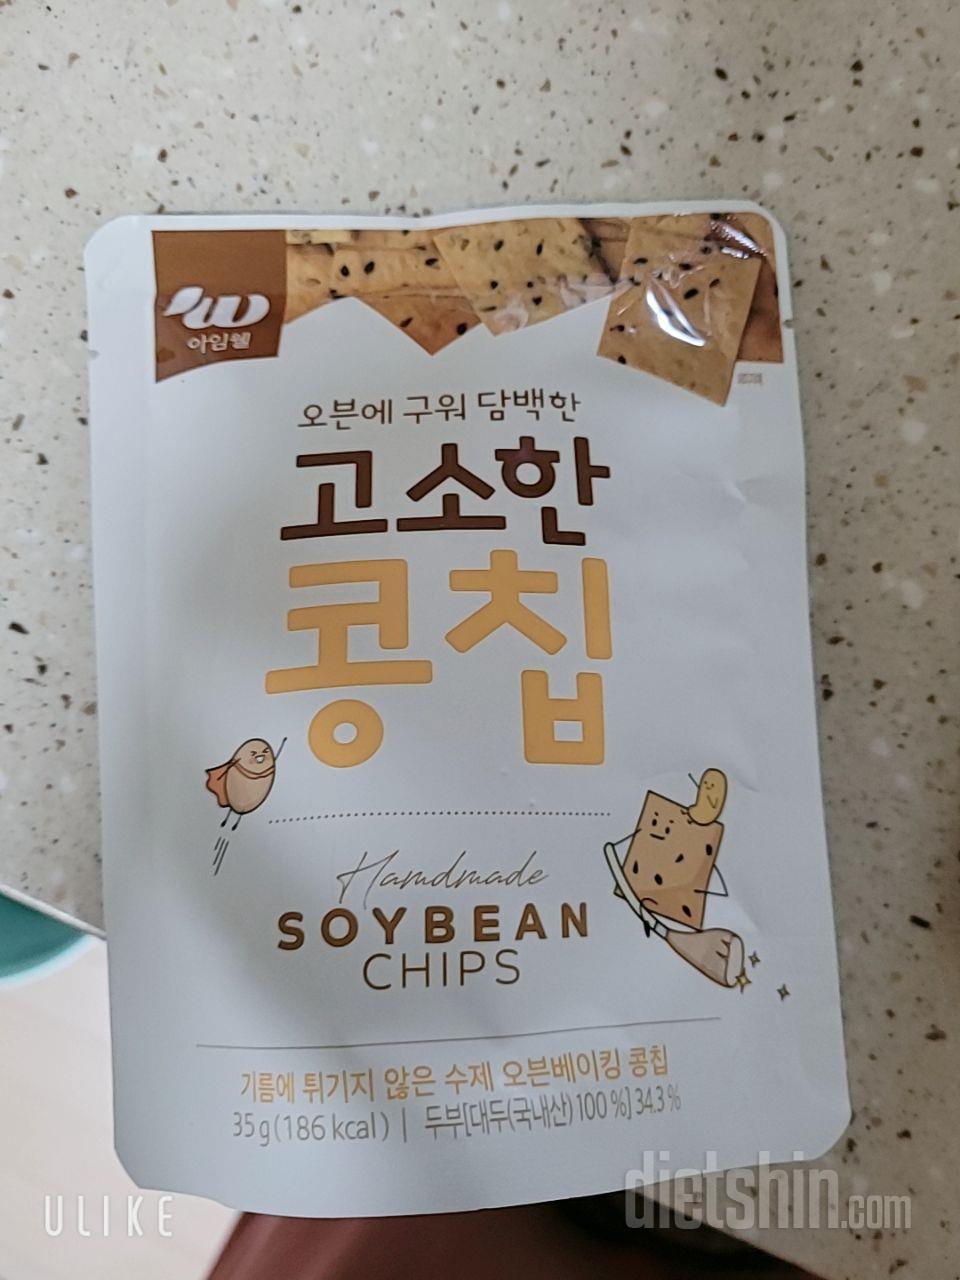 아임웰
오븐에 구워 담백한
고소한
콩칩
Handmade
SOYBEAN
CHIPS
기름에 튀기지 않은 수제 오븐베이킹 콩칩
35g(186 kcal) | 두부[대두(국내산) 100 %] 34.3 %
dietshin.com
ULIKE